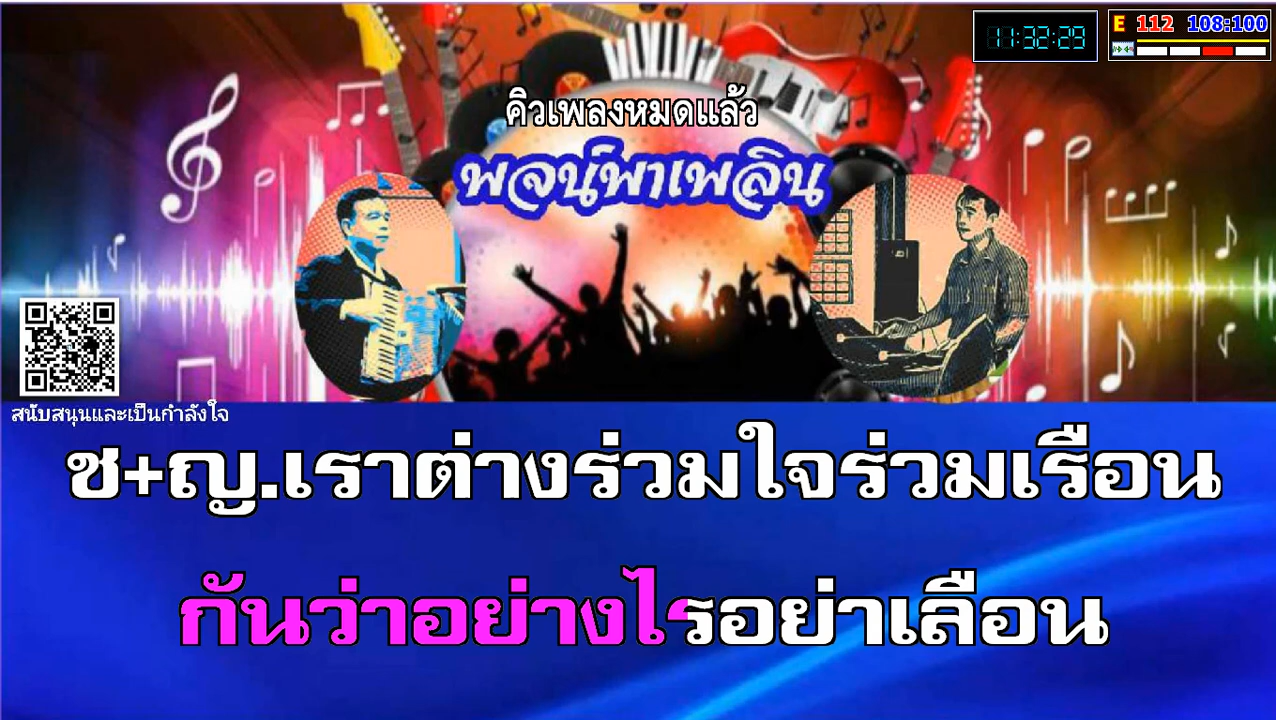 11:32:29
E 112 108:100
คิวเพลงหมดแล้ว
พจน์พาเพลิน
สนับสนุนและเป็นกำลังใจ
ช+ญ.เราต่างร่วมใจร่วมเรือน
กันว่าอย่างไรอย่าเลือน